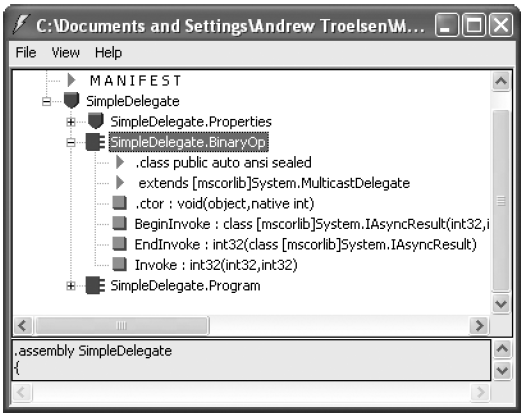 C:\Documents and Settings\Andrew Troelsen\M...
File View Help
MANIFEST
SimpleDelegate
SimpleDelegate.Properties
SimpleDelegate.BinaryOp
.class public auto ansi sealed
extends [mscorlib]System.MulticastDelegate
.ctor : void(object,native int)
BeginInvoke : class [mscorlib]System.IAsyncResult(int32,i
EndInvoke : int32(class [mscorlib]System.IAsyncResult)
Invoke : int32(int32,int32)
SimpleDelegate.Program
.assembly SimpleDelegate
{